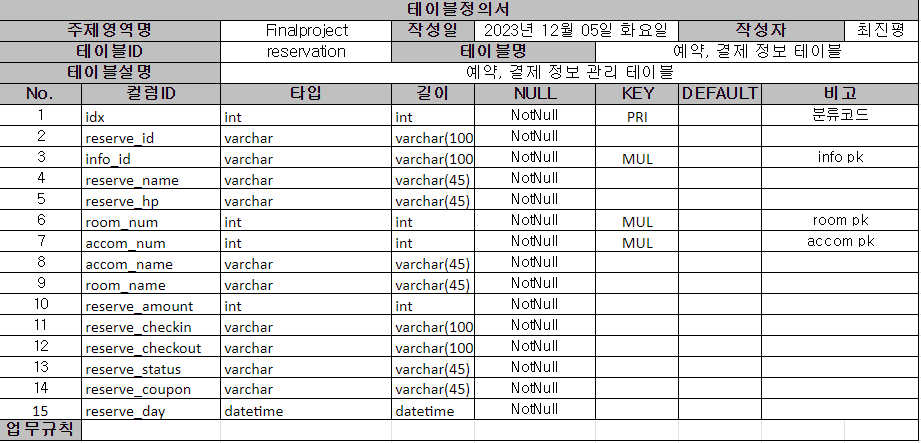 테이블정의서
주제영역명 Finalproject 작성일 2023년 12월 05일 화요일 작성자 최진평
테이블ID reservation 테이블명 예약, 결제 정보 테이블
테이블설명 예약, 결제 정보 관리 테이블
No. 컬럼ID 타입 길이 NULL KEY DEFAULT 비고
1 idx int int NotNull PRI 분류코드
2 reserve_id varchar varchar(100 NotNull
3 info_id varchar varchar(100 NotNull MUL info pk
4 reserve_name varchar varchar(45) NotNull
5 reserve_hp varchar varchar(45) NotNull
6 room_num int int NotNull MUL room pk
7 accom_num int int NotNull MUL accom pk
8 accom_name varchar varchar(45) NotNull
9 room_name varchar varchar(45) NotNull
10 reserve_amount int int NotNull
11 reserve_checkin varchar varchar(100 NotNull
12 reserve_checkout varchar varchar(100 NotNull
13 reserve_status varchar varchar(45) NotNull
14 reserve_coupon varchar varchar(45) NotNull
15 reserve_day datetime datetime NotNull
업무규칙